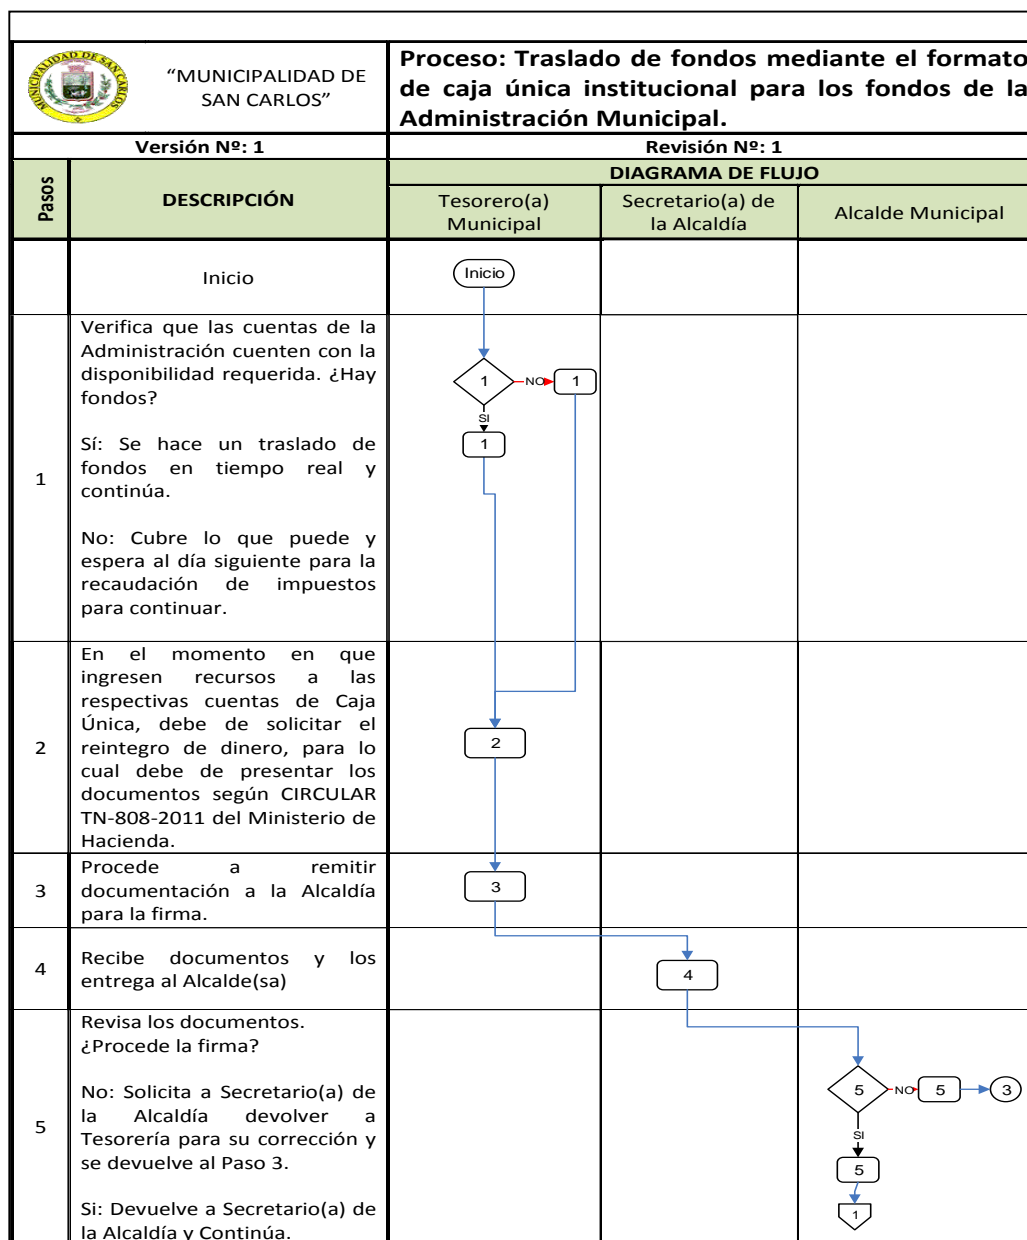 MUNICIPALIDAD DE SAN CARLOS
“MUNICIPALIDAD DE
SAN CARLOS”
Proceso: Traslado de fondos mediante el formato
de caja única institucional para los fondos de la
Administración Municipal.
Versión Nº: 1
Revisión Nº: 1
Pasos
DESCRIPCIÓN
DIAGRAMA DE FLUJO
Tesorero(a)
Municipal
Secretario(a) de
la Alcaldía
Alcalde Municipal
Inicio
Inicio
1
Verifica que las cuentas de la
Administración cuenten con la
disponibilidad requerida. ¿Hay
fondos?
Sí: Se hace un traslado de
fondos en tiempo real y
continúa.
No: Cubre lo que puede y
espera al día siguiente para la
recaudación de impuestos
para continuar.
1
NO
1
SI
1
2
En el momento en que
ingresen recursos a las
respectivas cuentas de Caja
Única, debe de solicitar el
reintegro de dinero, para lo
cual debe de presentar los
documentos según CIRCULAR
TN-808-2011 del Ministerio de
Hacienda.
2
3
Procede a remitir
documentación a la Alcaldía
para la firma.
3
4
Recibe documentos y los
entrega al Alcalde(sa)
4
5
Revisa los documentos.
¿Procede la firma?
No: Solicita a Secretario(a) de
la Alcaldía devolver a
Tesorería para su corrección y
se devuelve al Paso 3.
Si: Devuelve a Secretario(a) de
la Alcaldía y Continúa.
5
NO
5
3
SI
5
1